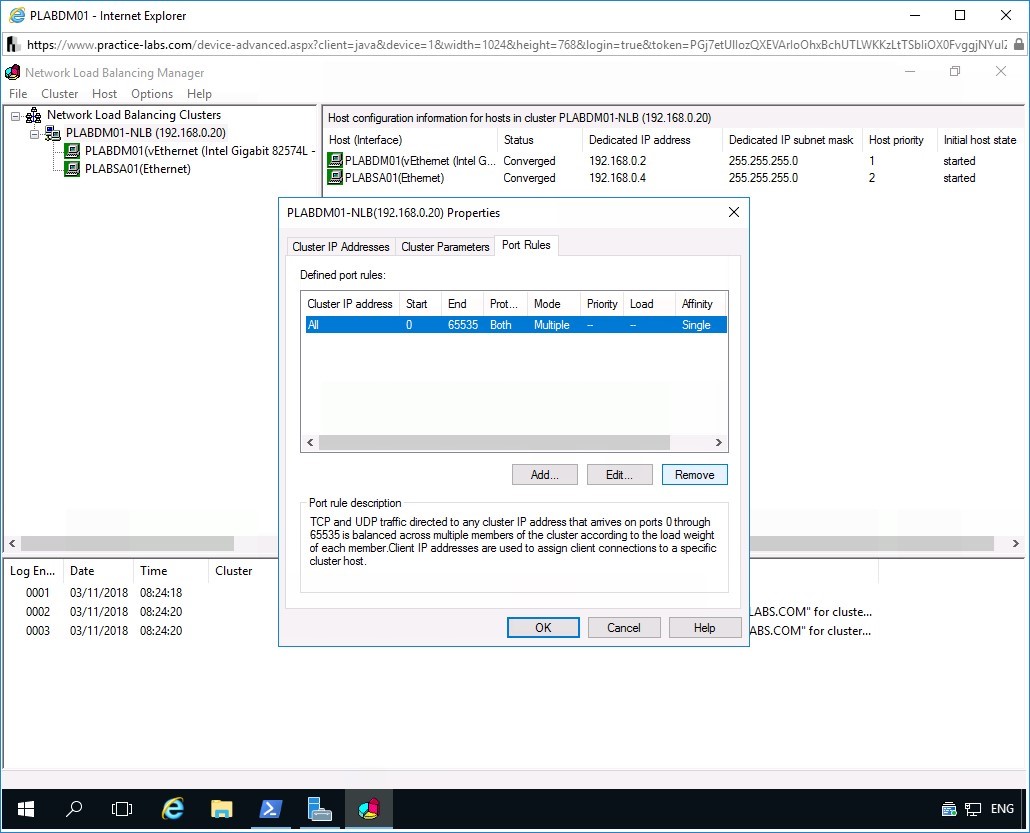 PLABDM01 - Internet Explorer
https://www.practice-labs.com/device-advanced.aspx?client=java&device=1&width=1024&height=768&login=true&token=
Network Load Balancing Manager
File Cluster Host Options Help
Network Load Balancing Clusters
PLABDM01-NLB (192.168.0.20)
PLABDM01(vEthernet (Intel Gigabit 82574L -
PLABSA01(Ethernet)
Host configuration information for hosts in cluster PLABDM01-NLB (192.168.0.20)
Host (Interface) Status Dedicated IP address Dedicated IP subnet mask Host priority Initial host state
PLABDM01(vEthernet (Intel G... Converged 192.168.0.2 255.255.255.0 1 started
PLABSA01(Ethernet) Converged 192.168.0.4 255.255.255.0 2 started
PLABDM01-NLB(192.168.0.20) Properties
Cluster IP Addresses Cluster Parameters Port Rules
Defined port rules:
Cluster IP address Start End Prot... Mode Priority Load Affinity
All 0 65535 Both Multiple -- -- Single
Add... Edit... Remove
Port rule description
TCP and UDP traffic directed to any cluster IP address that arrives on ports 0 through
65535 is balanced across multiple members of the cluster according to the load weight
of each member.Client IP addresses are used to assign client connections to a specific
cluster host.
OK Cancel Help
Log En... Date Time Cluster
0001 03/11/2018 08:24:18
0002 03/11/2018 08:24:20 LABS.COM" for cluste...
0003 03/11/2018 08:24:20 ABS.COM" for cluster...
ENG